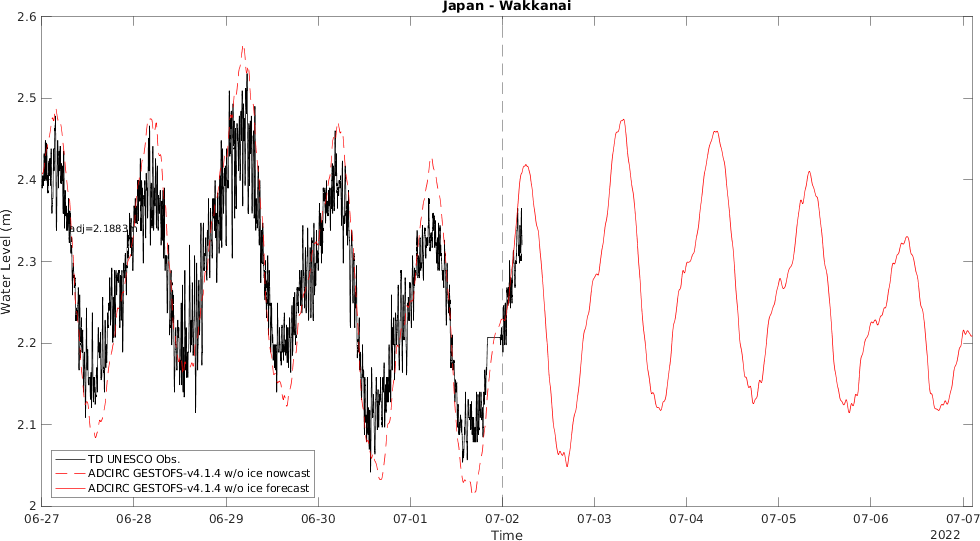 Japan - Wakkanai
2.6
2.5
2.4
2.3
2.2
2.1
2
Water Level (m)
adj=2.1883m
TD UNESCO Obs.
ADCIRC GESTOFS-v4.1.4 w/o ice nowcast
ADCIRC GESTOFS-v4.1.4 w/o ice forecast
06-27 06-28 06-29 06-30 07-01 07-02 07-03 07-04 07-05 07-06 07-07
Time
2022